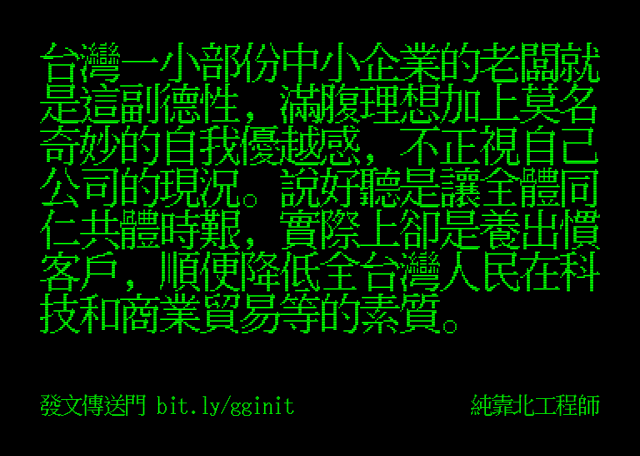 台灣一小部份中小企業的老闆就
是這副德性，滿腹理想加上莫名
奇妙的自我優越感，不正視自己
公司的現況。說好聽是讓全體同
仁共體時艱，實際上卻是養出慣
客戶，順便降低全台灣人民在科
技和商業貿易等的素質。
發文傳送門 bit.ly/gginit
純靠北工程師